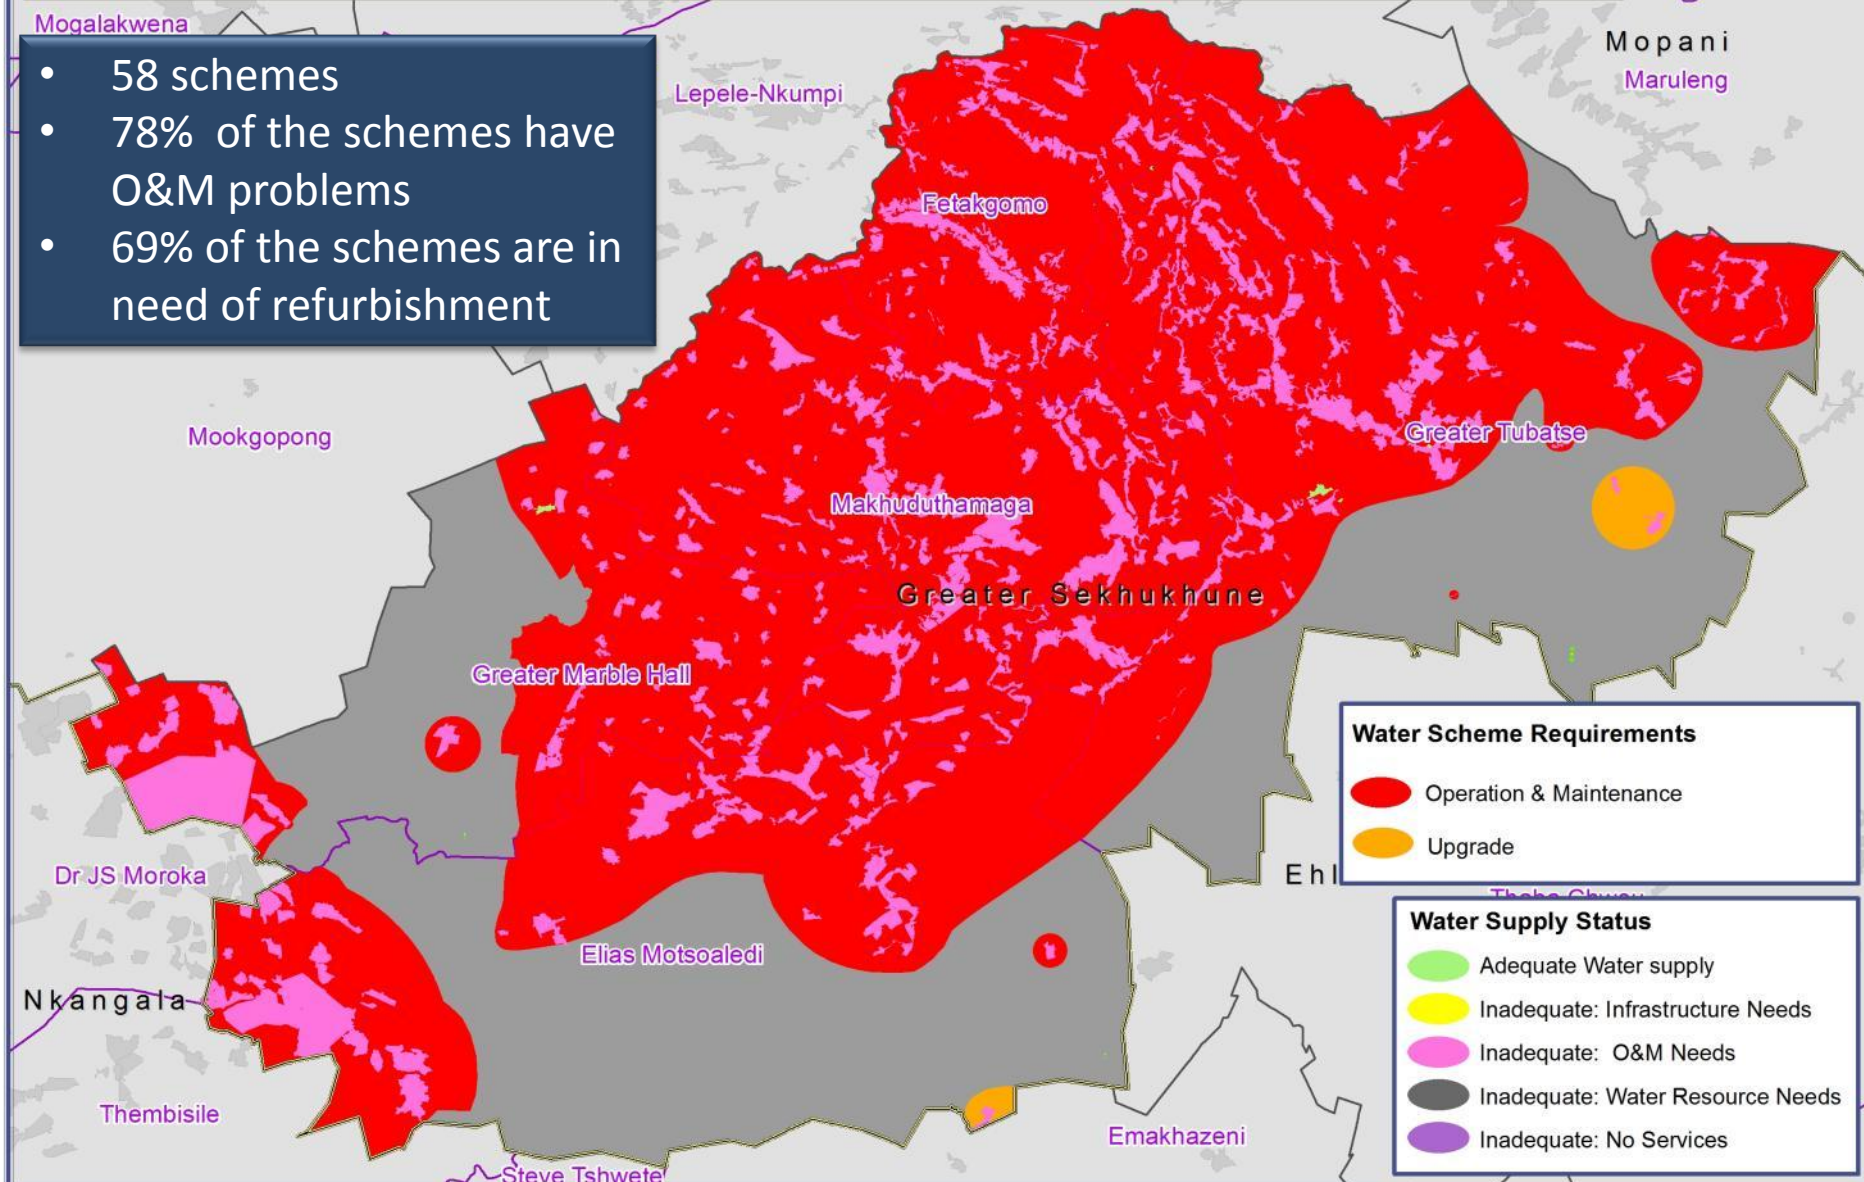 Mogalakwena
• 58 schemes
• 78% of the schemes have
O&M problems
• 69% of the schemes are in
need of refurbishment
Lepele-Nkumpi
Mopani
Maruleng
Fetakgomo
Mookgopong
Greater Tubatse
Makhuduthamaga
Greater Sekhukhune
Greater Marble Hall
Dr JS Moroka
Elias Motsoaledi
Nkangala
Thembisile
Steve Tshwete
Emakhazeni
Ehl
Water Scheme Requirements
Operation & Maintenance
Upgrade
Water Supply Status
Adequate Water supply
Inadequate: Infrastructure Needs
Inadequate: O&M Needs
Inadequate: Water Resource Needs
Inadequate: No Services